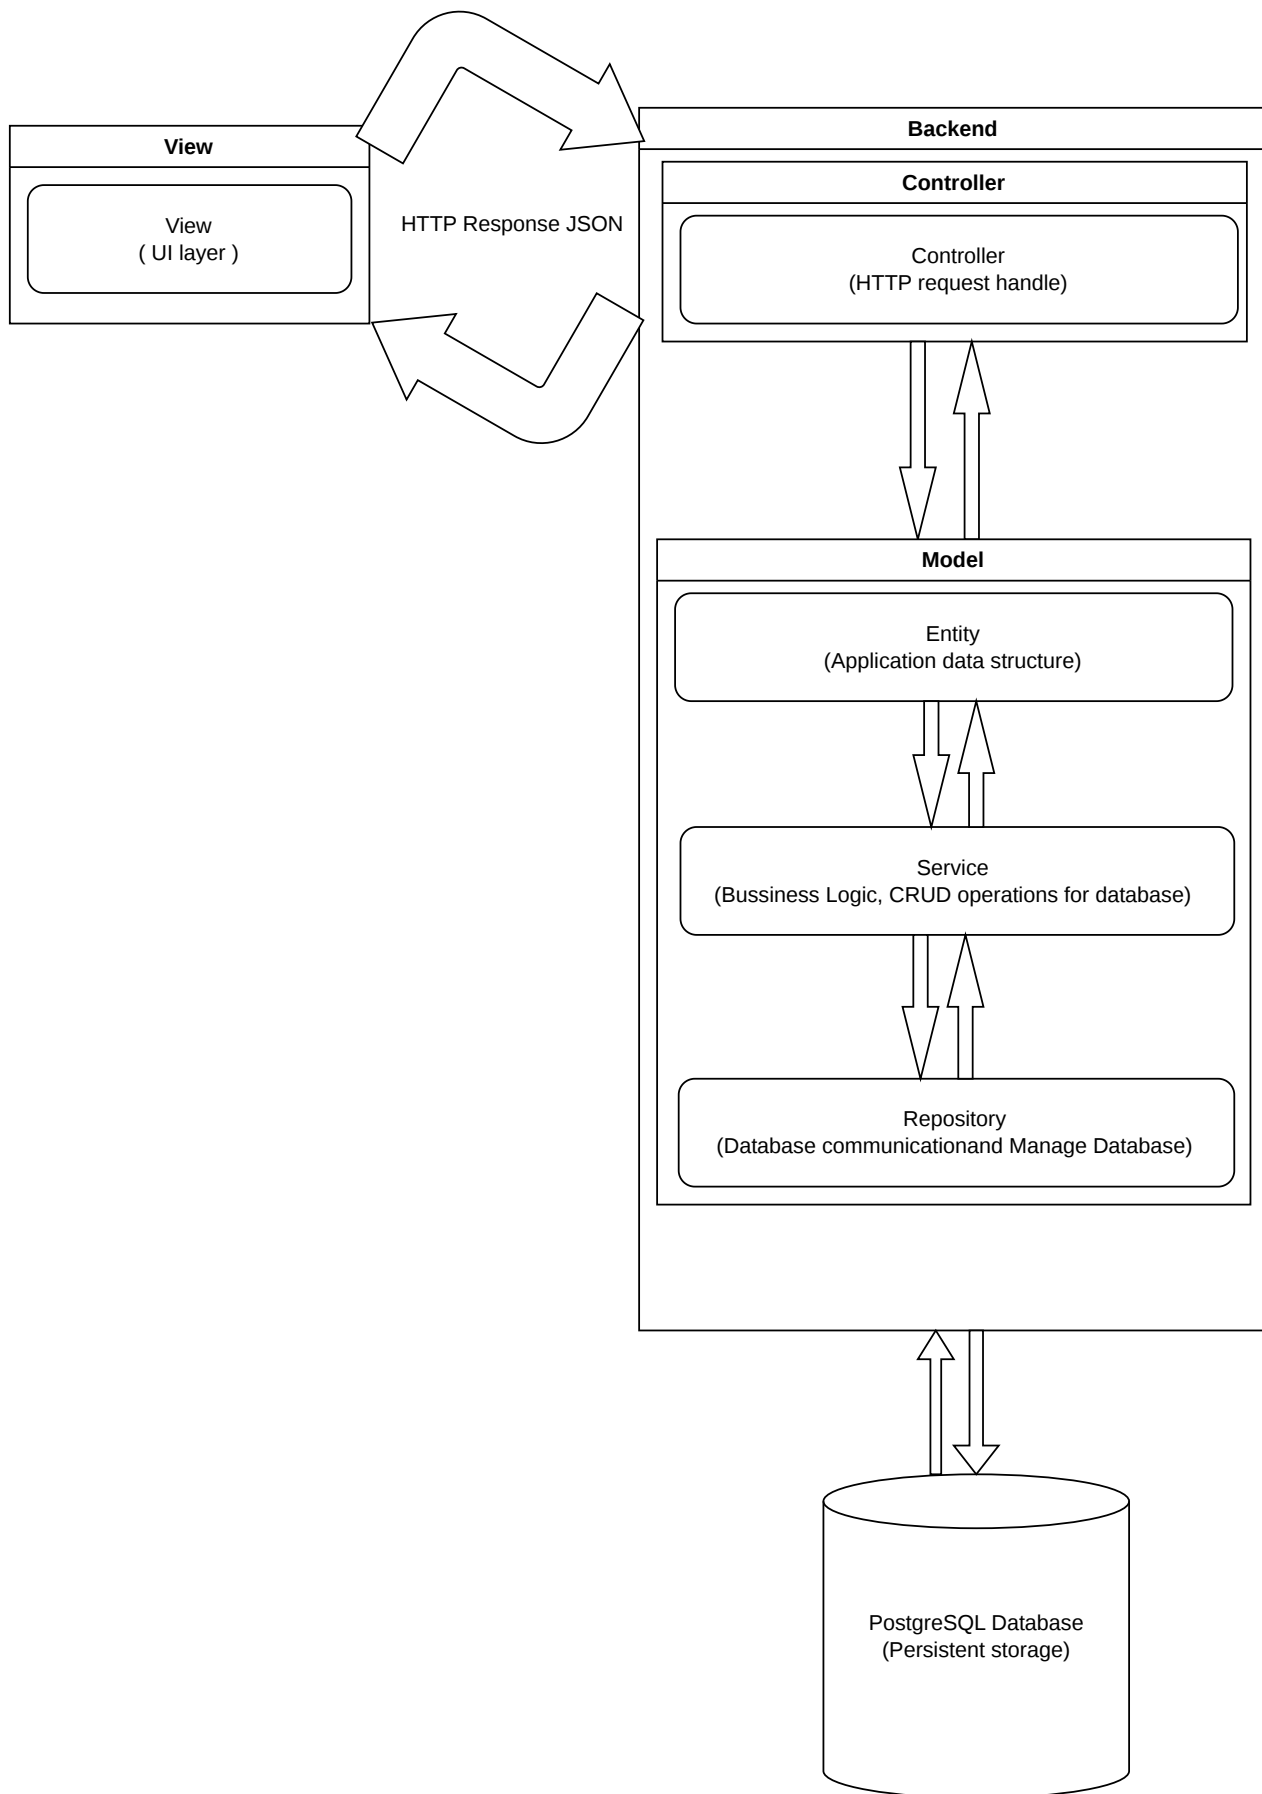 View
View
( UI layer )
HTTP Response JSON
Backend
Controller
Controller
(HTTP request handle)
Model
Entity
(Application data structure)
Service
(Bussiness Logic, CRUD operations for database)
Repository
(Database communicationand Manage Database)
PostgreSQL Database
(Persistent storage)